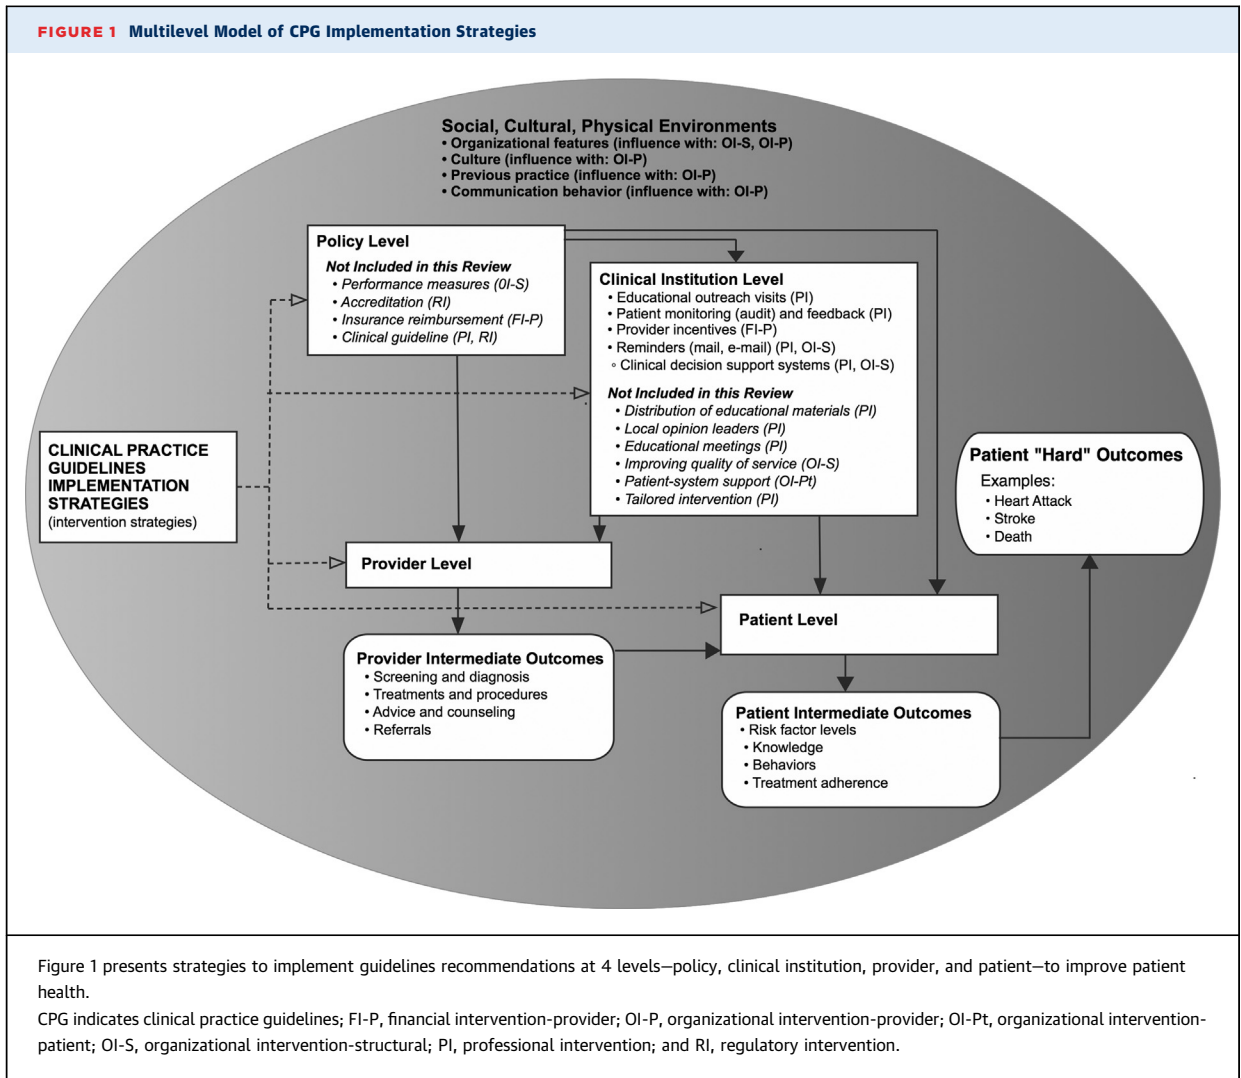 FIGURE 1 Multilevel Model of CPG Implementation Strategies
Social, Cultural, Physical Environments
• Organizational features (influence with: OI-S, OI-P)
• Culture (influence with: OI-P)
• Previous practice (influence with: OI-P)
• Communication behavior (influence with: OI-P)
Policy Level
Not Included in this Review
• Performance measures (0I-S)
• Accreditation (RI)
• Insurance reimbursement (FI-P)
• Clinical guideline (PI, RI)
Clinical Institution Level
• Educational outreach visits (PI)
• Patient monitoring (audit) and feedback (PI)
• Provider incentives (FI-P)
• Reminders (mail, e-mail) (PI, OI-S)
◦ Clinical decision support systems (PI, OI-S)
Not Included in this Review
• Distribution of educational materials (PI)
• Local opinion leaders (PI)
• Educational meetings (PI)
• Improving quality of service (OI-S)
• Patient-system support (OI-Pt)
• Tailored intervention (PI)
CLINICAL PRACTICE
GUIDELINES
IMPLEMENTATION
STRATEGIES
(intervention strategies)
Patient "Hard" Outcomes
Examples:
• Heart Attack
• Stroke
• Death
Provider Level
Patient Level
Provider Intermediate Outcomes
• Screening and diagnosis
• Treatments and procedures
• Advice and counseling
• Referrals
Patient Intermediate Outcomes
• Risk factor levels
• Knowledge
• Behaviors
• Treatment adherence
Figure 1 presents strategies to implement guidelines recommendations at 4 levels—policy, clinical institution, provider, and patient—to improve patient
health.
CPG indicates clinical practice guidelines; FI-P, financial intervention-provider; OI-P, organizational intervention-provider; OI-Pt, organizational intervention-
patient; OI-S, organizational intervention-structural; PI, professional intervention; and RI, regulatory intervention.